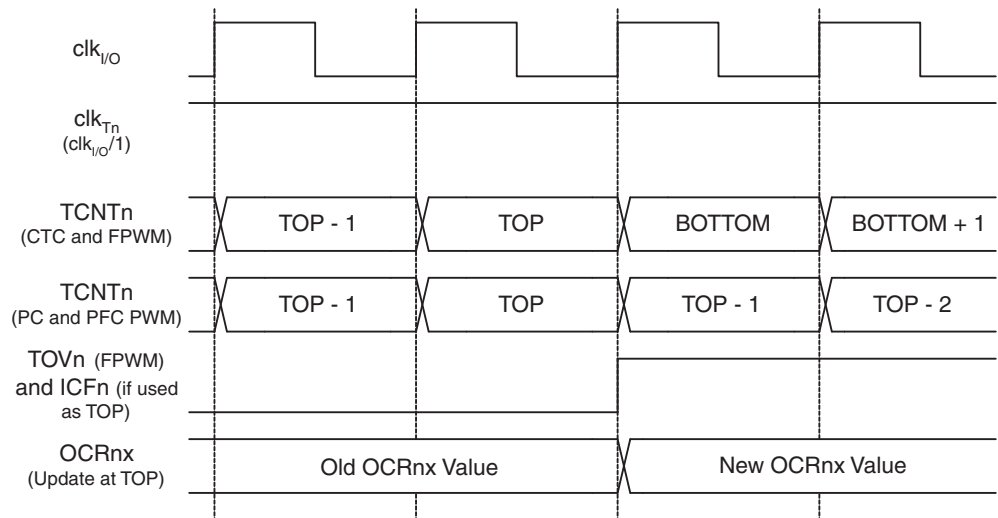 clkI/O
clkTn
(clkI/O/1)
TCNTn
(CTC and FPWM)
TOP - 1
TOP
BOTTOM
BOTTOM + 1
TCNTn
(PC and PFC PWM)
TOP - 1
TOP
TOP - 1
TOP - 2
TOVn (FPWM)
and ICFn (if used
as TOP)
OCRnx
(Update at TOP)
Old OCRnx Value
New OCRnx Value